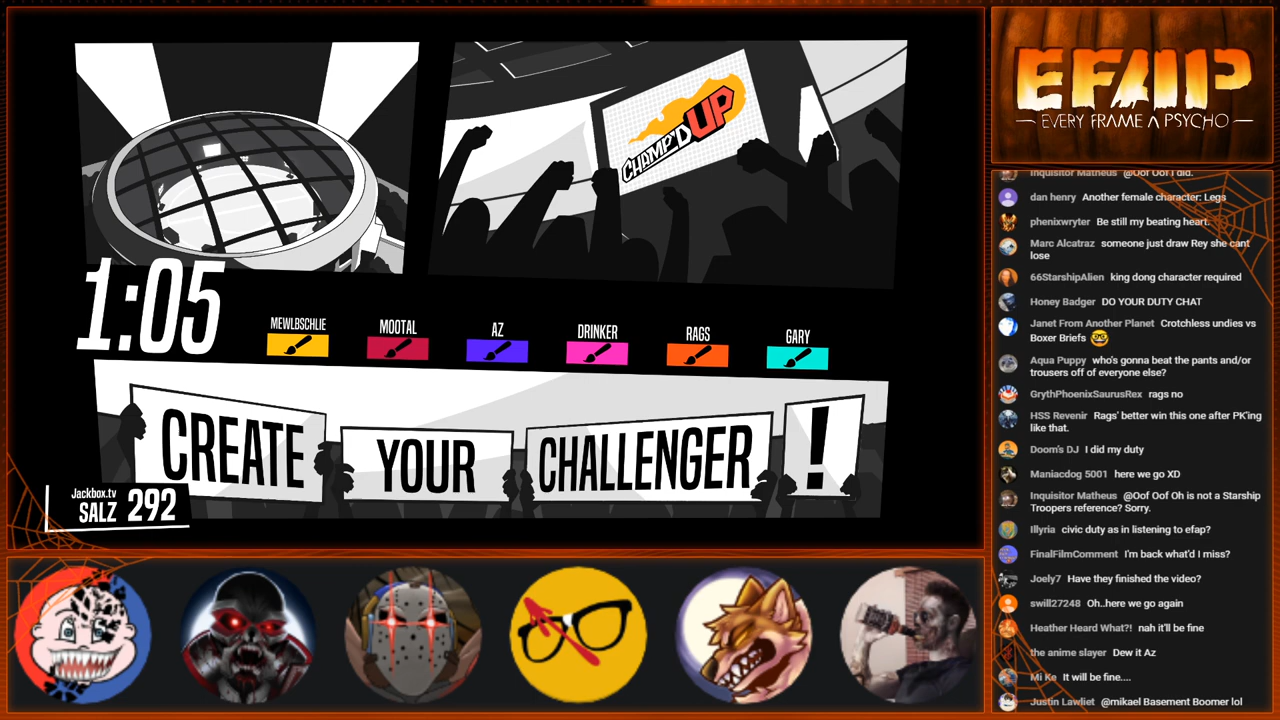 CHAMP'D UP
1:05
MEWLBSCHLIE
MOOTAL
AZ
DRINKER
RAGS
GARY
CREATE YOUR CHALLENGER !
Jackbox.tv
SALZ 292
EFAP
EVERY FRAME A PSYCHO
Inquisitor Matheus @Oof Oof I did.
dan henry Another female character: Legs
phenixwryter Be still my beating heart.
Marc Alcatraz someone just draw Rey she cant
lose
66StarshipAlien king dong character required
Honey Badger DO YOUR DUTY CHAT
Janet From Another Planet Crotchless undies vs
Boxer Briefs
Aqua Puppy who's gonna beat the pants and/or
trousers off of everyone else?
GrythPhoenixSaurusRex rags no
HSS Revenir Rags' better win this one after PK'ing
like that.
Doom's DJ I did my duty
Maniacdog 5001 here we go XD
Inquisitor Matheus @Oof Oof Oh is not a Starship
Troopers reference? Sorry.
Illyria civic duty as in listening to efap?
FinalFilmComment I'm back what'd I miss?
Joely7 Have they finished the video?
swill27248 Oh..here we go again
Heather Heard What?! nah it'll be fine
the anime slayer Dew it Az
Mi Ke It will be fine....
Justin Lawliet @mikael Basement Boomer lol